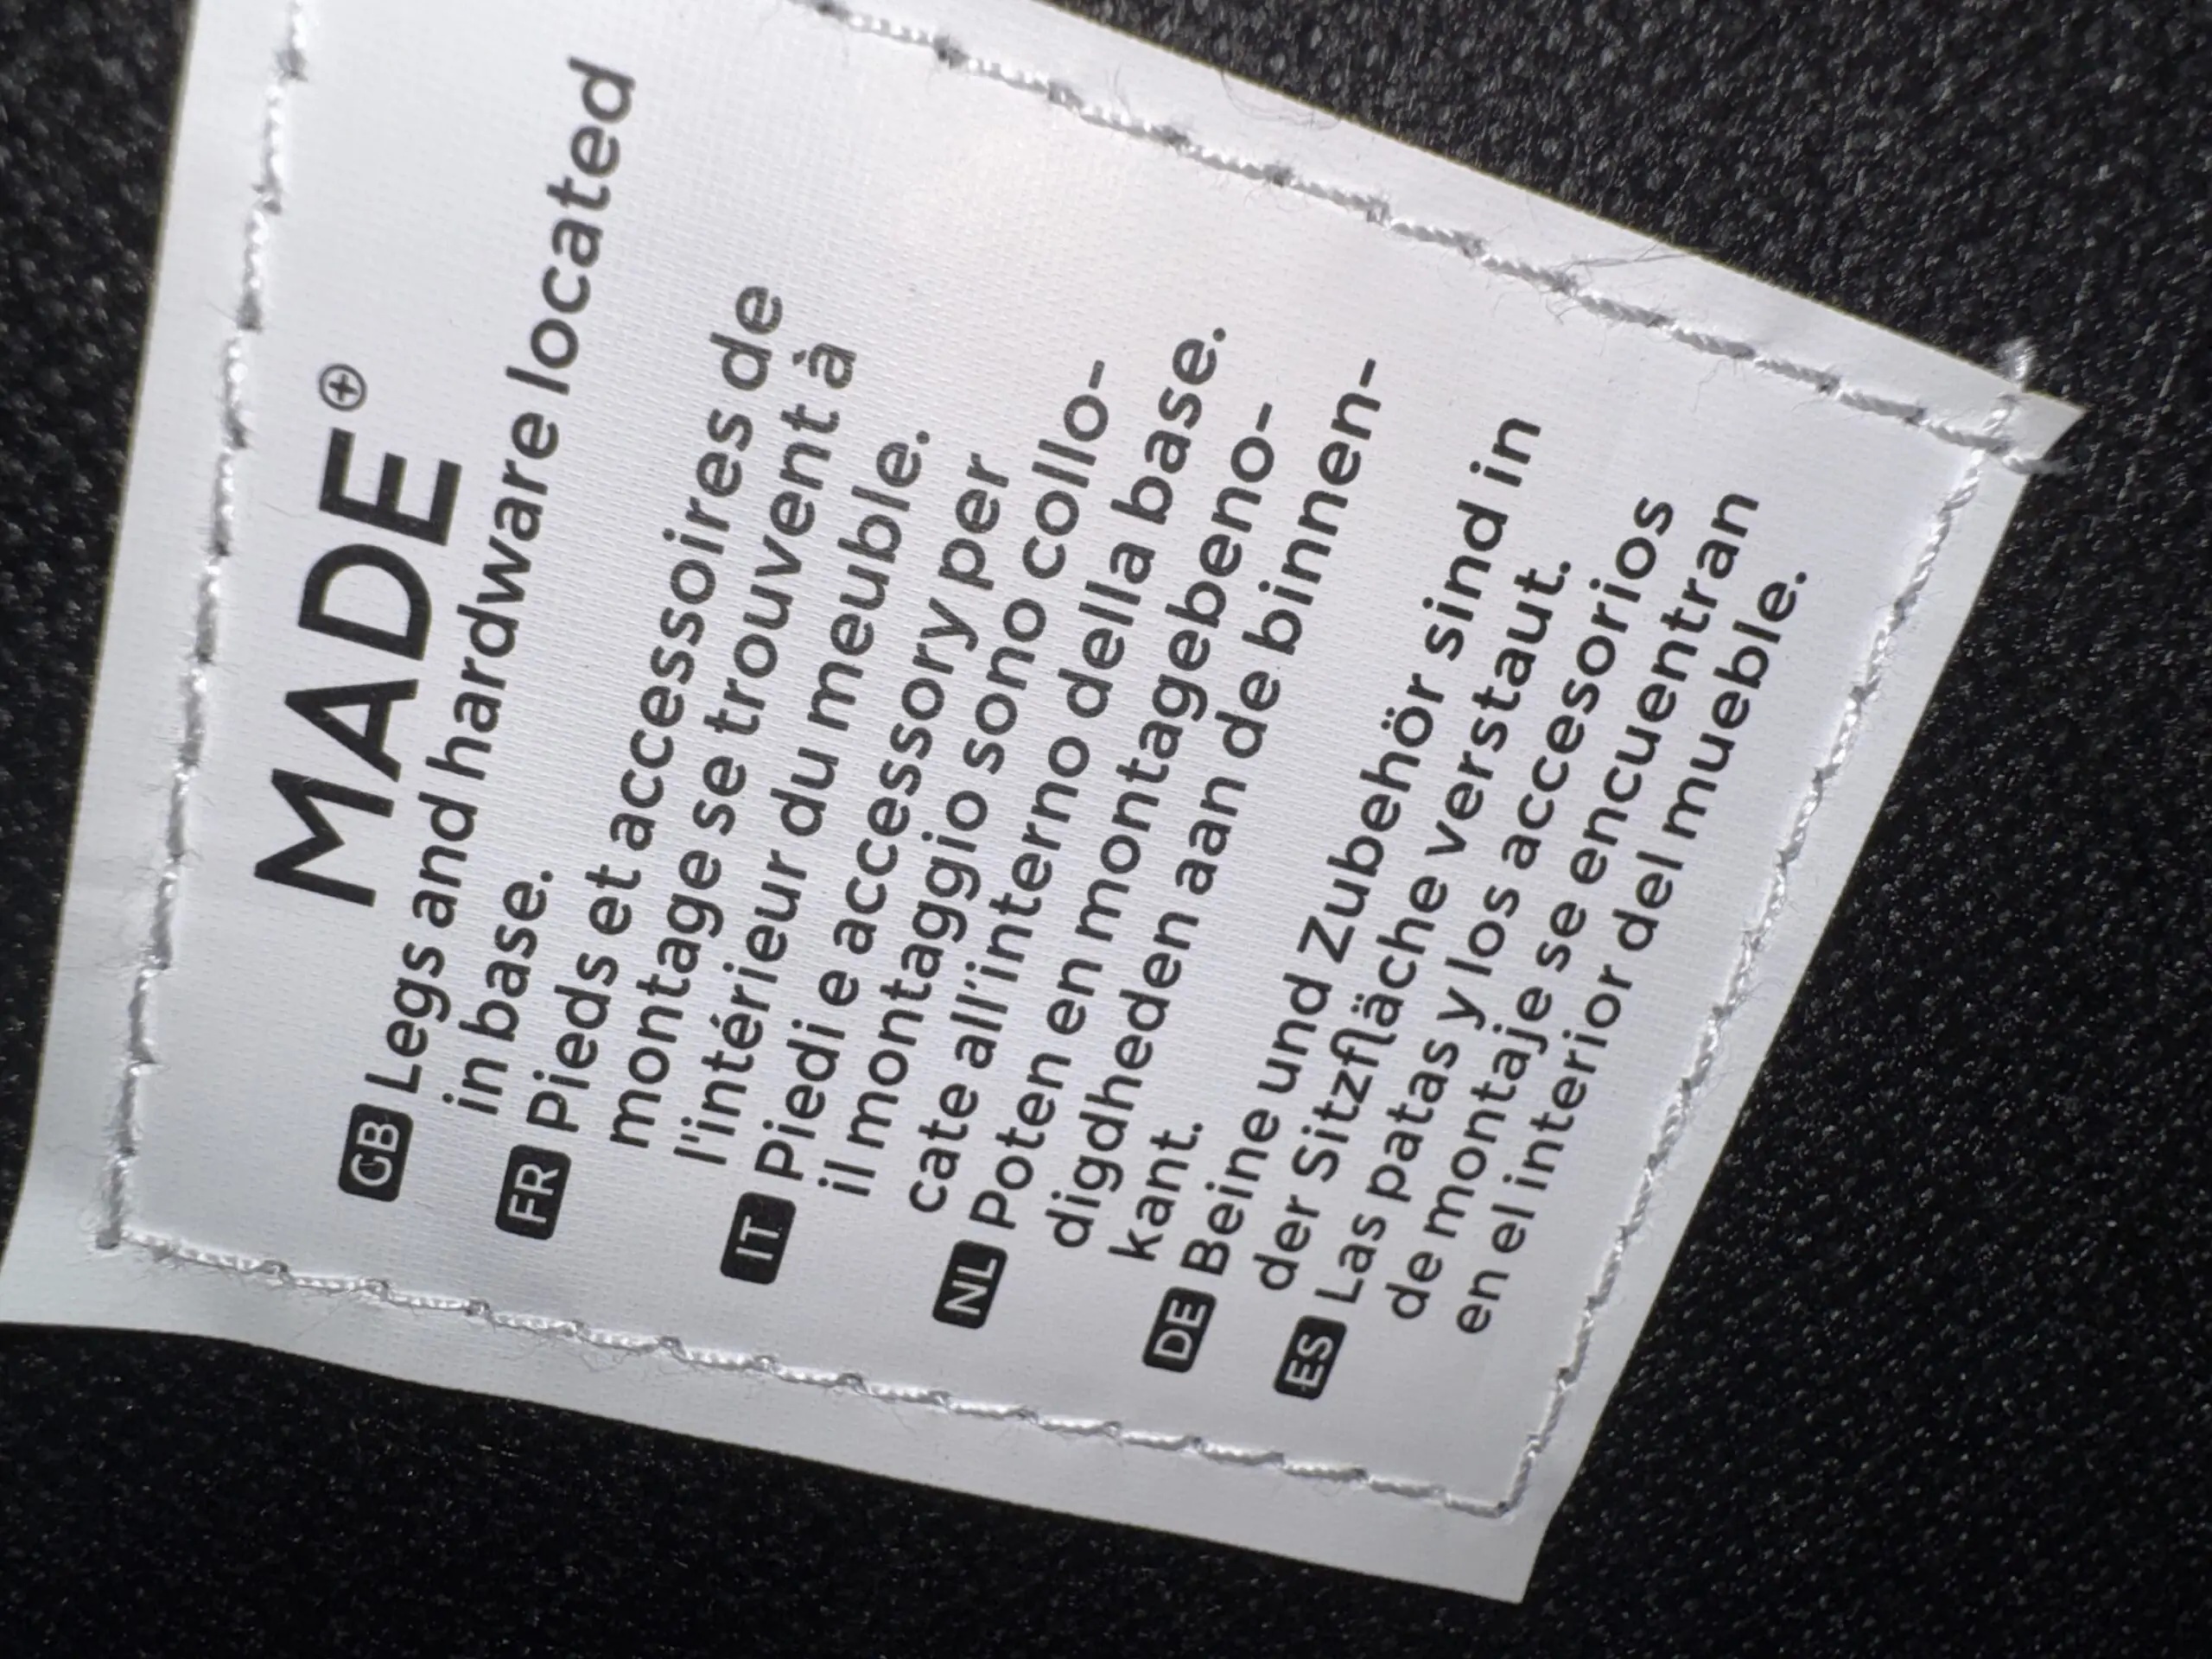 MADE⊕
GB Legs and hardware located
in base.
FR Pieds et accessoires de
montage se trouvent à
l'intérieur du meuble.
IT Piedi e accessory per
il montaggio sono collo-
cate all'interno della base.
NL Poten en montagebeno-
digdheden aan de binnen-
kant.
DE Beine und Zubehör sind in
der Sitzfläche verstaut.
ES Las patas y los accesorios
de montaje se encuentran
en el interior del mueble.